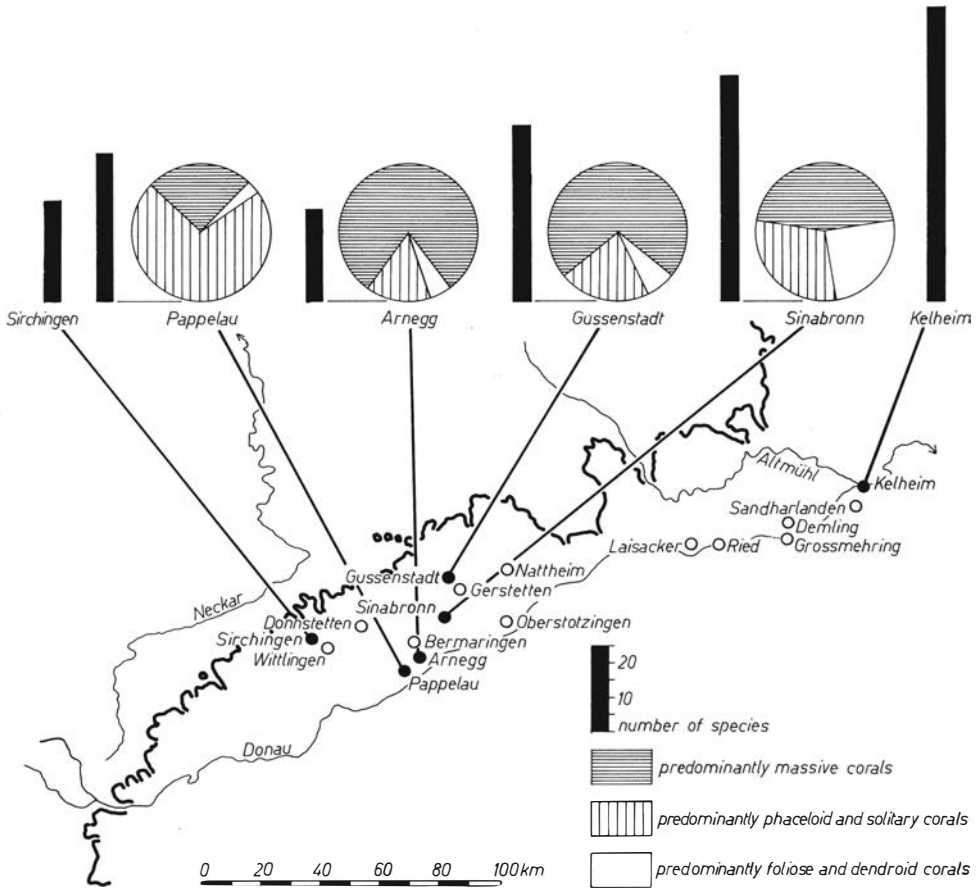 Sirchingen
Pappelau
Arnegg
Gussenstadt
Sinabronn
Kelheim
Altmühl
Kelheim
Sandharlanden
Demling
Laisacker
Ried
Grossmehring
Nattheim
Gussenstadt
Gerstetten
Neckar
Sinabronn
Donnstetten
Oberstotzingen
Sirchingen
Bermaringen
Wittlingen
Arnegg
Pappelau
Donau
20
10
number of species
predominantly massive corals
predominantly phaceloid and solitary corals
predominantly foliose and dendroid corals
0 20 40 60 80 100 km